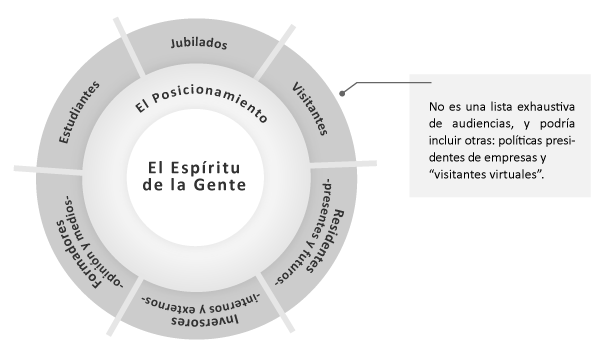 Jubilados
Visitantes
Estudiantes
El Posicionamiento
El Espíritu
de la Gente
Residentes
-presentes y futuros-
Formadores
-opinión y medios-
Inversores
-internos y externos-
No es una lista exhaustiva
de audiencias, y podría
incluir otras: políticas presi-
dentes de empresas y
“visitantes virtuales”.